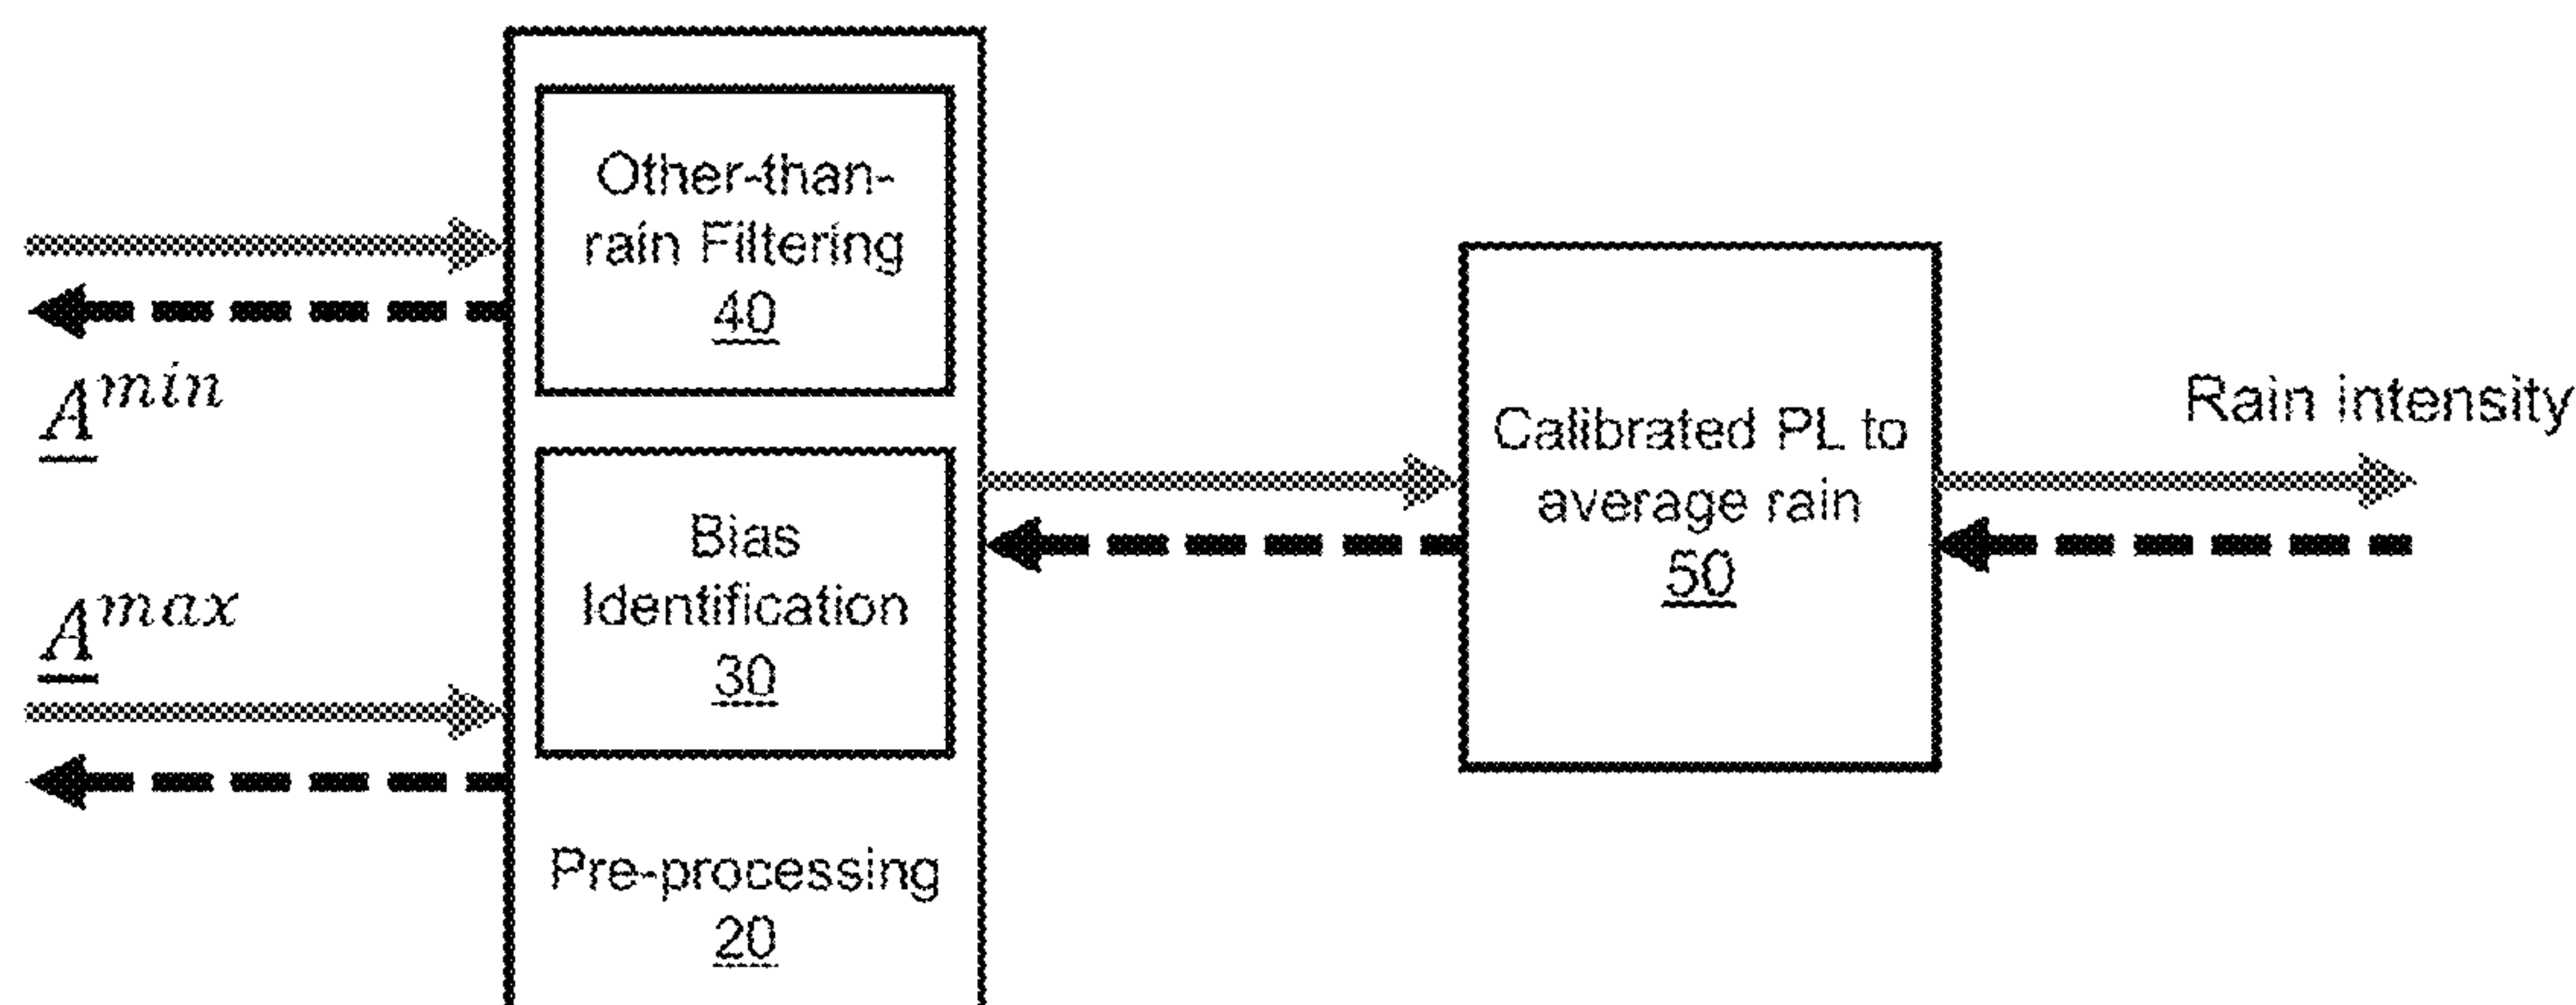 Other-than-
rain Filtering
40
A^min
Bias
Identification
30
A^max
Pre-processing
20
Calibrated PL to
average rain
50
Rain intensity